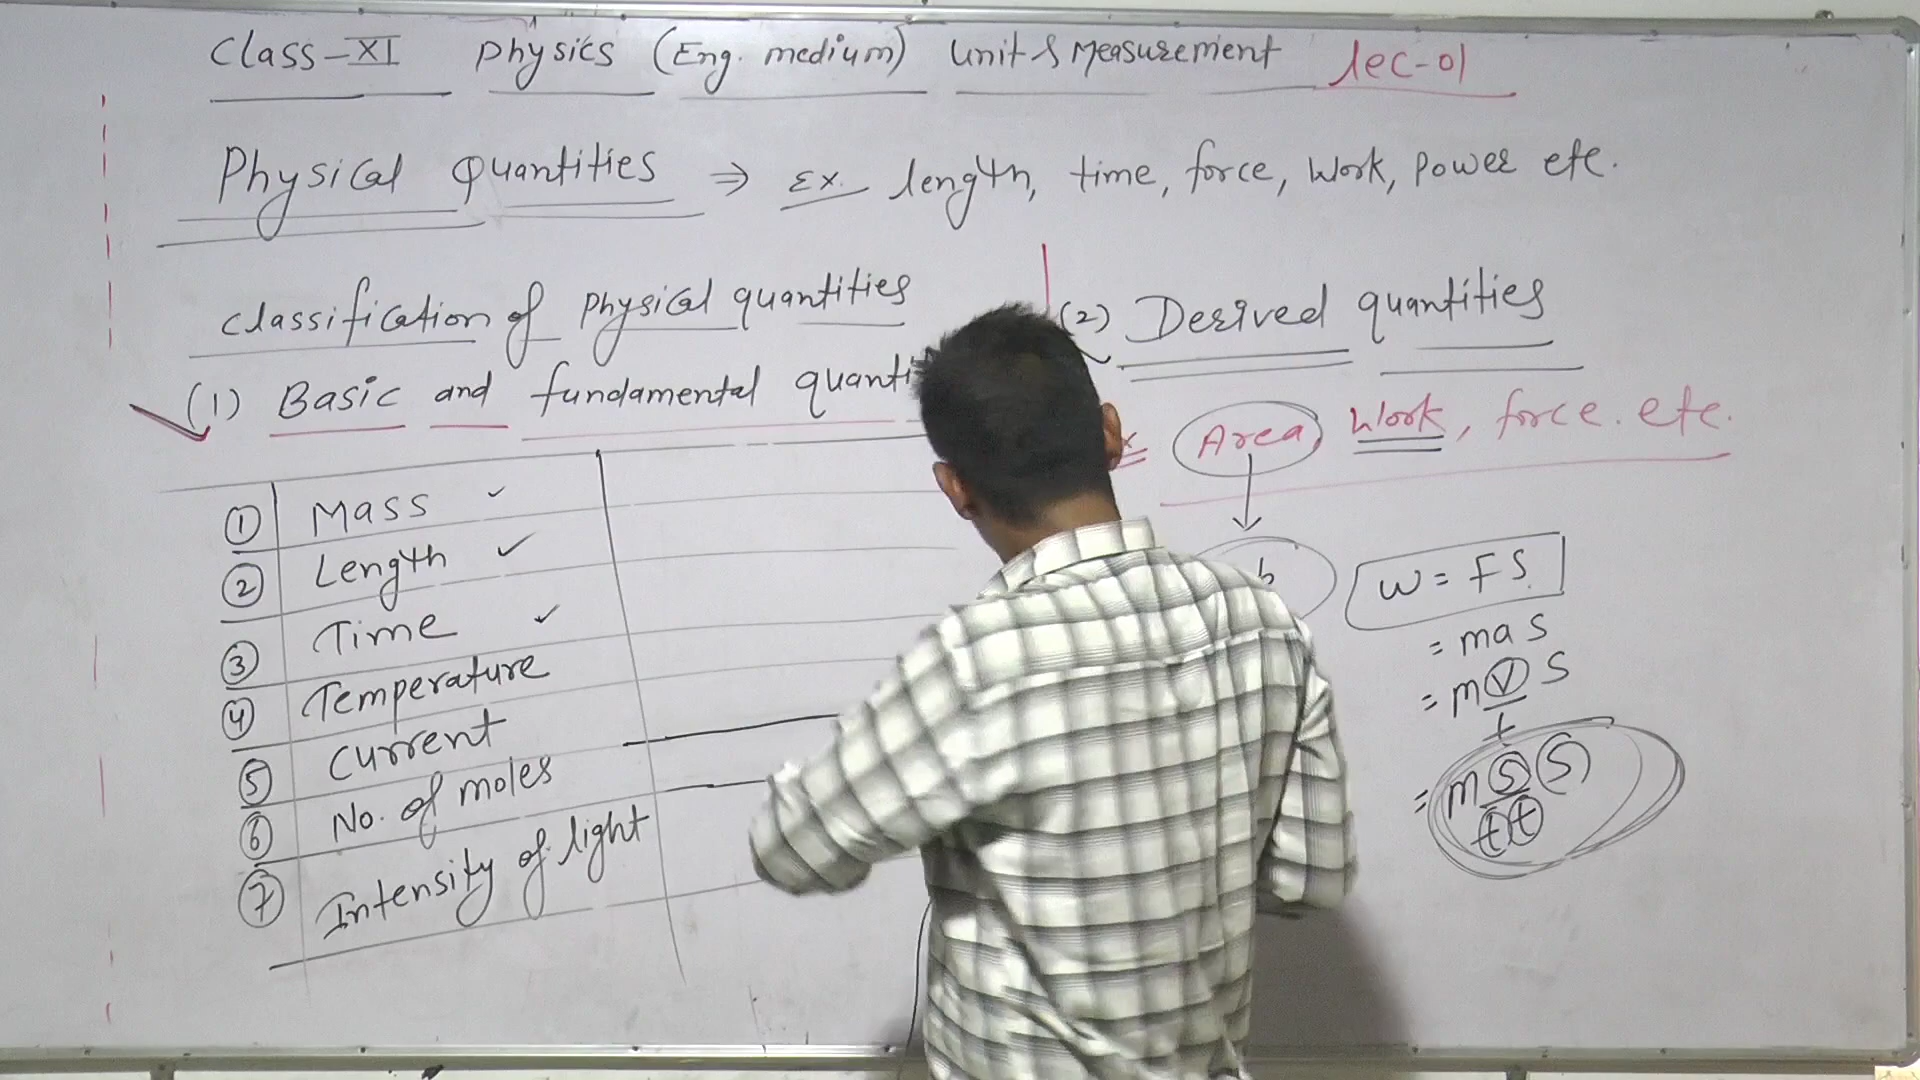 Class-XI Physics (Eng. medium) Unit & Measurement Lec-01
Physical Quantities ⇒ Ex. length, time, force, Work, Power etc.
Classification of Physical quantities
(1) Basic and fundamental quanti
① Mass ✓
② Length ✓
③ Time ✓
④ Temperature
⑤ Current
⑥ No. of moles
⑦ Intensity of light
(2) Derived quantities
Area, Work, force. etc.
b
W = FS
= mas
= m v/t s
= m s/tt s